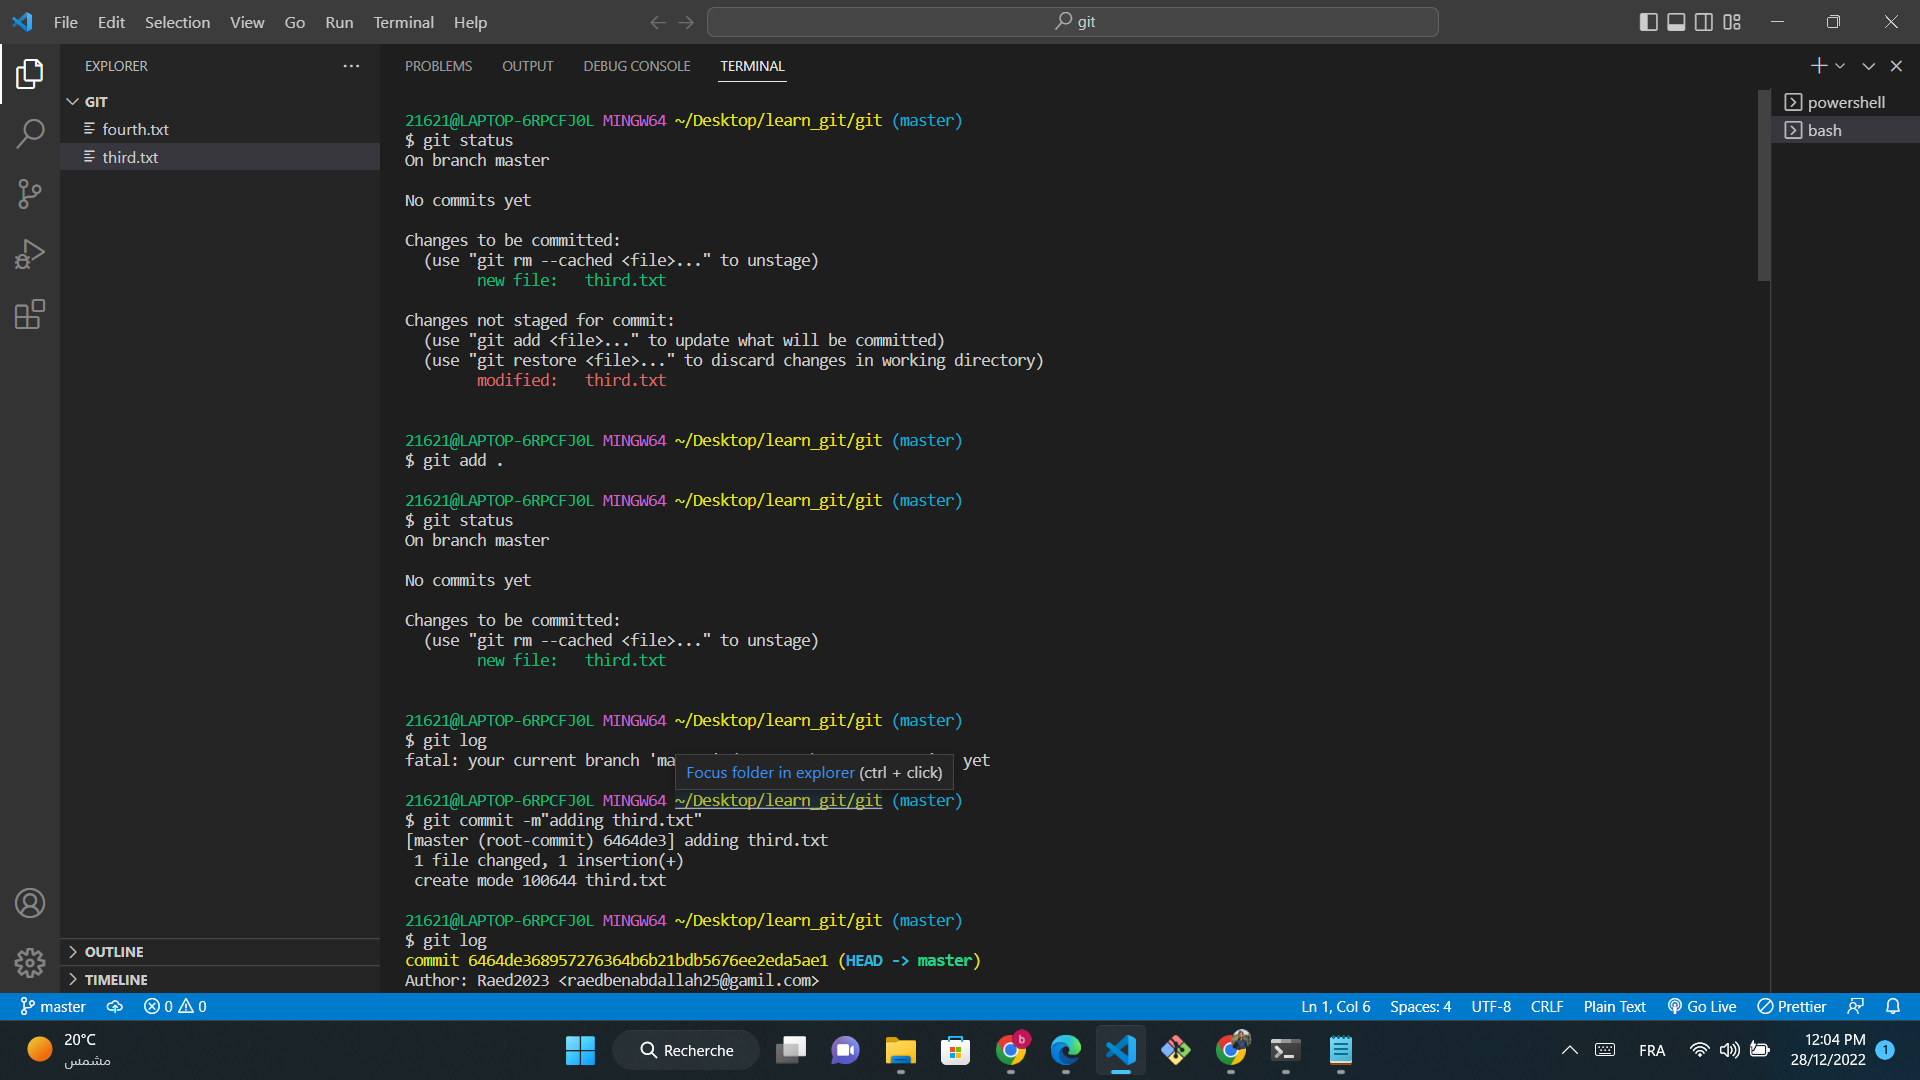 File Edit Selection View Go Run Terminal Help
git
EXPLORER
GIT
fourth.txt
third.txt
OUTLINE
TIMELINE
PROBLEMS OUTPUT DEBUG CONSOLE TERMINAL
21621@LAPTOP-6RPCFJ0L MINGW64 ~/Desktop/learn_git/git (master)
$ git status
On branch master
No commits yet
Changes to be committed:
(use "git rm --cached <file>..." to unstage)
new file: third.txt
Changes not staged for commit:
(use "git add <file>..." to update what will be committed)
(use "git restore <file>..." to discard changes in working directory)
modified: third.txt
21621@LAPTOP-6RPCFJ0L MINGW64 ~/Desktop/learn_git/git (master)
$ git add .
21621@LAPTOP-6RPCFJ0L MINGW64 ~/Desktop/learn_git/git (master)
$ git status
On branch master
No commits yet
Changes to be committed:
(use "git rm --cached <file>..." to unstage)
new file: third.txt
21621@LAPTOP-6RPCFJ0L MINGW64 ~/Desktop/learn_git/git (master)
$ git log
fatal: your current branch 'ma yet
Focus folder in explorer (ctrl + click)
21621@LAPTOP-6RPCFJ0L MINGW64 ~/Desktop/learn_git/git (master)
$ git commit -m"adding third.txt"
[master (root-commit) 6464de3] adding third.txt
1 file changed, 1 insertion(+)
create mode 100644 third.txt
21621@LAPTOP-6RPCFJ0L MINGW64 ~/Desktop/learn_git/git (master)
$ git log
commit 6464de368957276364b6b21bdb5676ee2eda5ae1 (HEAD -> master)
Author: Raed2023 <raedbenabdallah25@gamil.com>
powershell
bash
master 0 0 Ln 1, Col 6 Spaces: 4 UTF-8 CRLF Plain Text Go Live Prettier
20°C
مشمس
Recherche
b
FRA
12:04 PM
28/12/2022
1